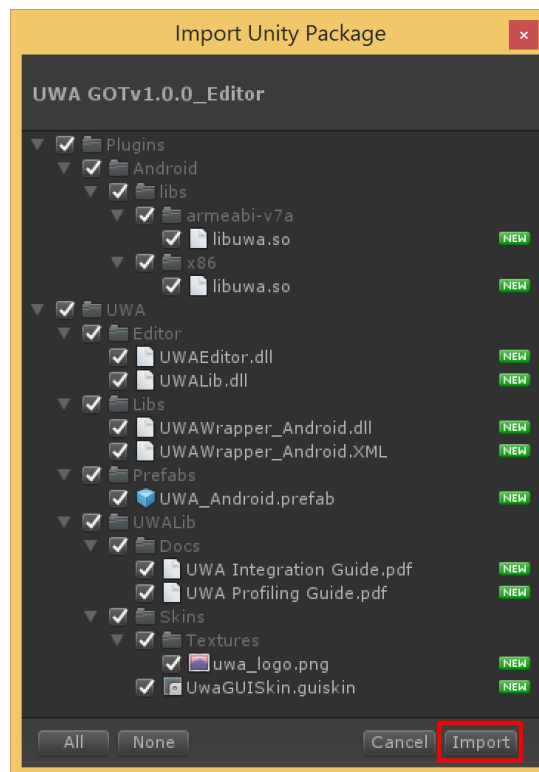 Import Unity Package
×
UWA GOTv1.0.0_Editor
Plugins
Android
libs
armeabi-v7a
libuwa.so NEW
x86
libuwa.so NEW
UWA
Editor
UWAEditor.dll NEW
UWALib.dll NEW
Libs
UWAWrapper_Android.dll NEW
UWAWrapper_Android.XML NEW
Prefabs
UWA_Android.prefab NEW
UWALib
Docs
UWA Integration Guide.pdf NEW
UWA Profiling Guide.pdf NEW
Skins
Textures
uwa_logo.png NEW
UwaGUISkin.guiskin NEW
All None Cancel Import